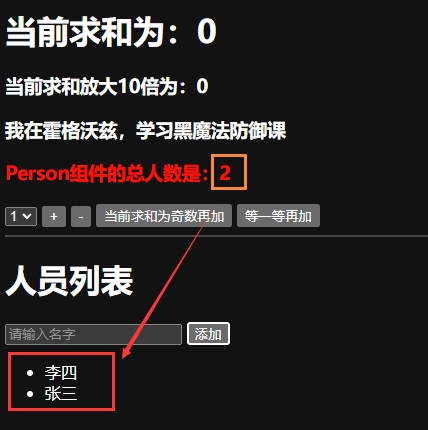 当前求和为：0
当前求和放大10倍为：0
我在霍格沃兹，学习黑魔法防御课
Person组件的总人数是：2
1 + - 当前求和为奇数再加 等一等再加
人员列表
请输入名字 添加
李四
张三